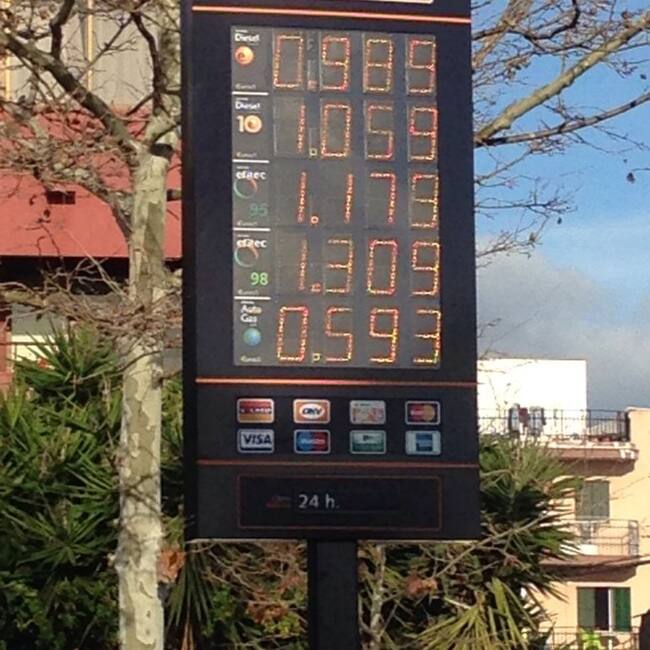 Diesel
e
0.989
Diesel
10
1.059
efitec
95
1.179
efitec
98
1.309
Auto
Gas
0.593
VISA
24 h.